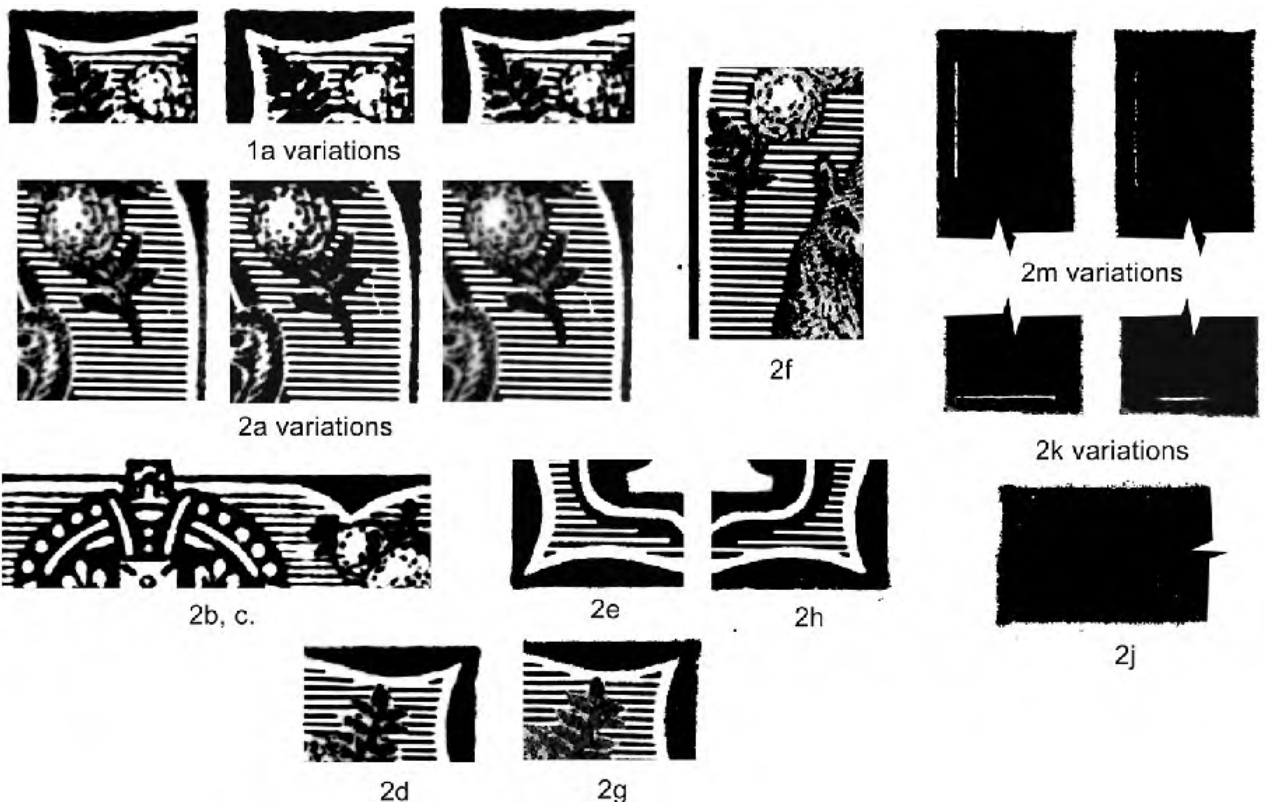 1a variations
2m variations
2f
2a variations
2k variations
2b, c.
2e
2h
2j
2d
2g